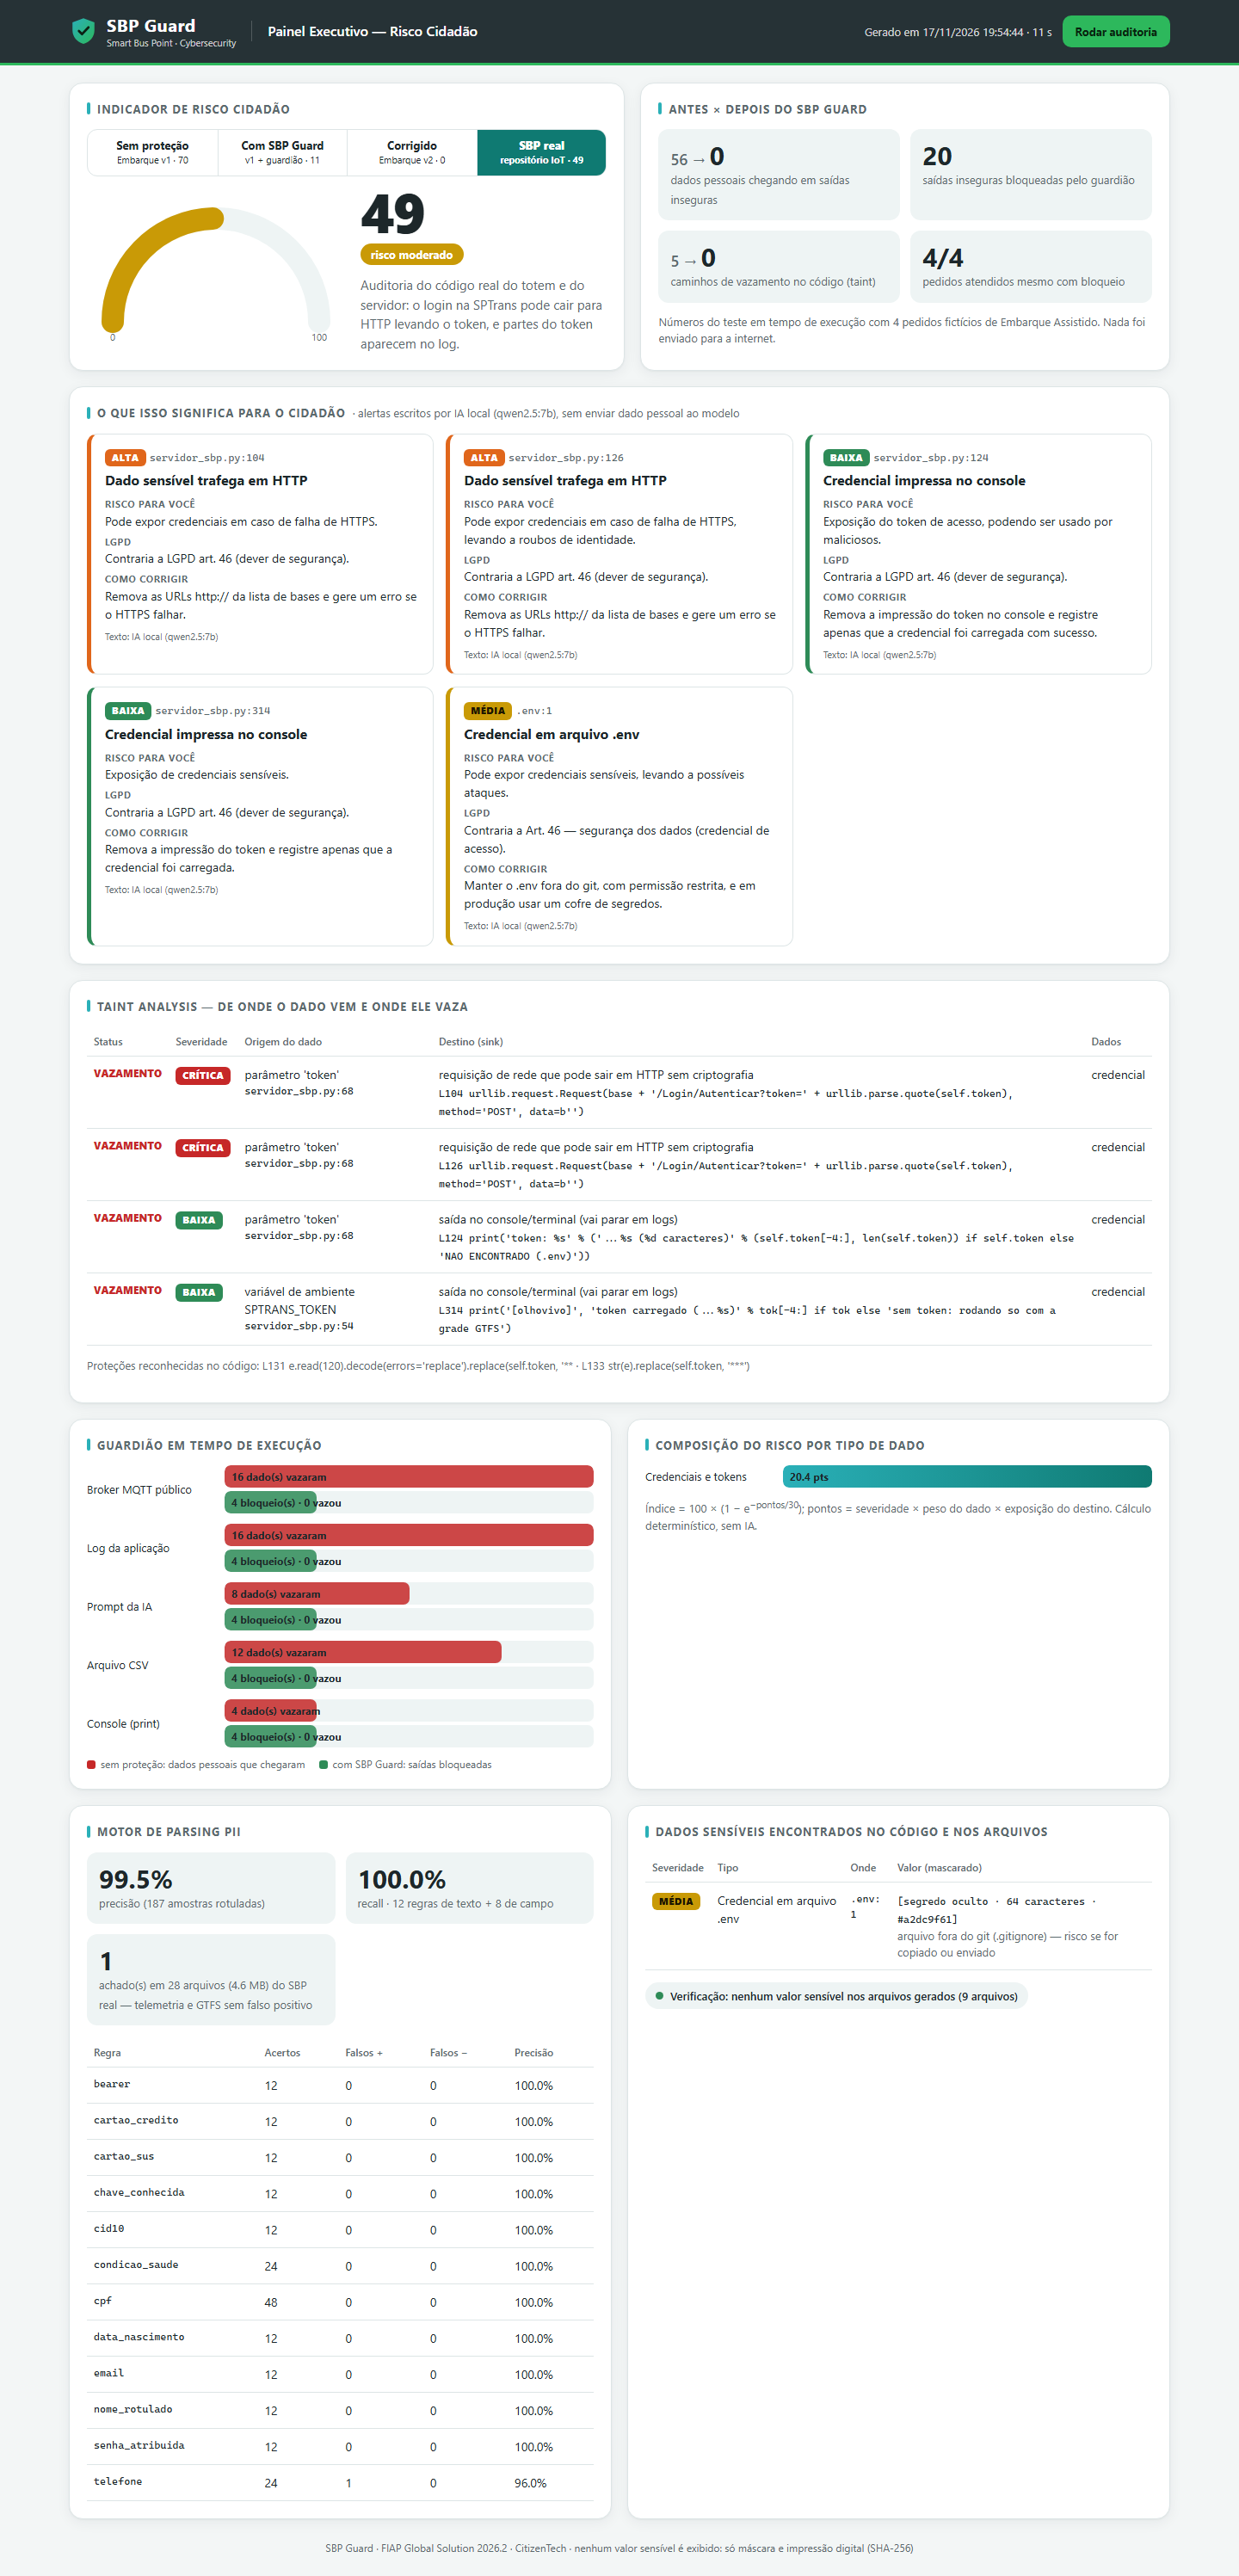 SBP Guard
Smart Bus Point · Cybersecurity
Painel Executivo — Risco Cidadão
Gerado em 17/11/2026 19:54:44 · 11 s
Rodar auditoria
INDICADOR DE RISCO CIDADÃO
Sem proteção
Embarque v1 · 70
Com SBP Guard
v1 + guardião · 11
Corrigido
Embarque v2 · 0
SBP real
repositório IoT · 49
0
100
49
risco moderado
Auditoria do código real do totem e do
servidor: o login na SPTrans pode cair para
HTTP levando o token, e partes do token
aparecem no log.
ANTES × DEPOIS DO SBP GUARD
56 → 0
dados pessoais chegando em saídas
inseguras
20
saídas inseguras bloqueadas pelo guardião
5 → 0
caminhos de vazamento no código (taint)
4/4
pedidos atendidos mesmo com bloqueio
Números do teste em tempo de execução com 4 pedidos fictícios de Embarque Assistido. Nada foi
enviado para a internet.
O QUE ISSO SIGNIFICA PARA O CIDADÃO · alertas escritos por IA local (qwen2.5:7b), sem enviar dado pessoal ao modelo
ALTA servidor_sbp.py:104
Dado sensível trafega em HTTP
RISCO PARA VOCÊ
Pode expor credenciais em caso de falha de HTTPS.
LGPD
Contraria a LGPD art. 46 (dever de segurança).
COMO CORRIGIR
Remova as URLs http:// da lista de bases e gere um erro se
o HTTPS falhar.
Texto: IA local (qwen2.5:7b)
ALTA servidor_sbp.py:126
Dado sensível trafega em HTTP
RISCO PARA VOCÊ
Pode expor credenciais em caso de falha de HTTPS,
levando a roubos de identidade.
LGPD
Contraria a LGPD art. 46 (dever de segurança).
COMO CORRIGIR
Remova as URLs http:// da lista de bases e gere um erro se
o HTTPS falhar.
Texto: IA local (qwen2.5:7b)
BAIXA servidor_sbp.py:124
Credencial impressa no console
RISCO PARA VOCÊ
Exposição do token de acesso, podendo ser usado por
maliciosos.
LGPD
Contraria a LGPD art. 46 (dever de segurança).
COMO CORRIGIR
Remova a impressão do token no console e registre
apenas que a credencial foi carregada com sucesso.
Texto: IA local (qwen2.5:7b)
BAIXA servidor_sbp.py:314
Credencial impressa no console
RISCO PARA VOCÊ
Exposição de credenciais sensíveis.
LGPD
Contraria a LGPD art. 46 (dever de segurança).
COMO CORRIGIR
Remova a impressão do token e registre apenas que a
credencial foi carregada.
Texto: IA local (qwen2.5:7b)
MÉDIA .env:1
Credencial em arquivo .env
RISCO PARA VOCÊ
Pode expor credenciais sensíveis, levando a possíveis
ataques.
LGPD
Contraria a Art. 46 — segurança dos dados (credencial de
acesso).
COMO CORRIGIR
Manter o .env fora do git, com permissão restrita, e em
produção usar um cofre de segredos.
Texto: IA local (qwen2.5:7b)
TAINT ANALYSIS — DE ONDE O DADO VEM E ONDE ELE VAZA
Status Severidade Origem do dado Destino (sink) Dados
VAZAMENTO CRÍTICA parâmetro 'token' requisição de rede que pode sair em HTTP sem criptografia credencial
servidor_sbp.py:68 L104 urllib.request.Request(base + '/Login/Autenticar?token=' + urllib.parse.quote(self.token),
method='POST', data=b'')
VAZAMENTO CRÍTICA parâmetro 'token' requisição de rede que pode sair em HTTP sem criptografia credencial
servidor_sbp.py:68 L126 urllib.request.Request(base + '/Login/Autenticar?token=' + urllib.parse.quote(self.token),
method='POST', data=b'')
VAZAMENTO BAIXA parâmetro 'token' saída no console/terminal (vai parar em logs) credencial
servidor_sbp.py:68 L124 print('token: %s' % ('...%s (%d caracteres)' % (self.token[-4:], len(self.token)) if self.token else
'NAO ENCONTRADO (.env)'))
VAZAMENTO BAIXA variável de ambiente saída no console/terminal (vai parar em logs) credencial
SPTRANS_TOKEN L314 print('[olhovivo]', 'token carregado (...%s)' % tok[-4:] if tok else 'sem token: rodando so com a
servidor_sbp.py:54 grade GTFS')
Proteções reconhecidas no código: L131 e.read(120).decode(errors='replace').replace(self.token, '** · L133 str(e).replace(self.token, '***')
GUARDIÃO EM TEMPO DE EXECUÇÃO
Broker MQTT público
16 dado(s) vazaram
4 bloqueio(s) · 0 vazou
Log da aplicação
16 dado(s) vazaram
4 bloqueio(s) · 0 vazou
Prompt da IA
8 dado(s) vazaram
4 bloqueio(s) · 0 vazou
Arquivo CSV
12 dado(s) vazaram
4 bloqueio(s) · 0 vazou
Console (print)
4 dado(s) vazaram
4 bloqueio(s) · 0 vazou
sem proteção: dados pessoais que chegaram com SBP Guard: saídas bloqueadas
COMPOSIÇÃO DO RISCO POR TIPO DE DADO
Credenciais e tokens 20.4 pts
Índice = 100 × (1 − e−pontos/30); pontos = severidade × peso do dado × exposição do destino. Cálculo
determinístico, sem IA.
MOTOR DE PARSING PII
99.5%
precisão (187 amostras rotuladas)
100.0%
recall · 12 regras de texto + 8 de campo
1
achado(s) em 28 arquivos (4.6 MB) do SBP
real — telemetria e GTFS sem falso positivo
Regra Acertos Falsos + Falsos − Precisão
bearer 12 0 0 100.0%
cartao_credito 12 0 0 100.0%
cartao_sus 12 0 0 100.0%
chave_conhecida 12 0 0 100.0%
cid10 12 0 0 100.0%
condicao_saude 24 0 0 100.0%
cpf 48 0 0 100.0%
data_nascimento 12 0 0 100.0%
email 12 0 0 100.0%
nome_rotulado 12 0 0 100.0%
senha_atribuida 12 0 0 100.0%
telefone 24 1 0 96.0%
DADOS SENSÍVEIS ENCONTRADOS NO CÓDIGO E NOS ARQUIVOS
Severidade Tipo Onde Valor (mascarado)
MÉDIA Credencial em arquivo .env: [segredo oculto · 64 caracteres ·
.env 1 #a2dc9f61]
arquivo fora do git (.gitignore) — risco se for
copiado ou enviado
Verificação: nenhum valor sensível nos arquivos gerados (9 arquivos)
SBP Guard · FIAP Global Solution 2026.2 · CitizenTech · nenhum valor sensível é exibido: só máscara e impressão digital (SHA-256)